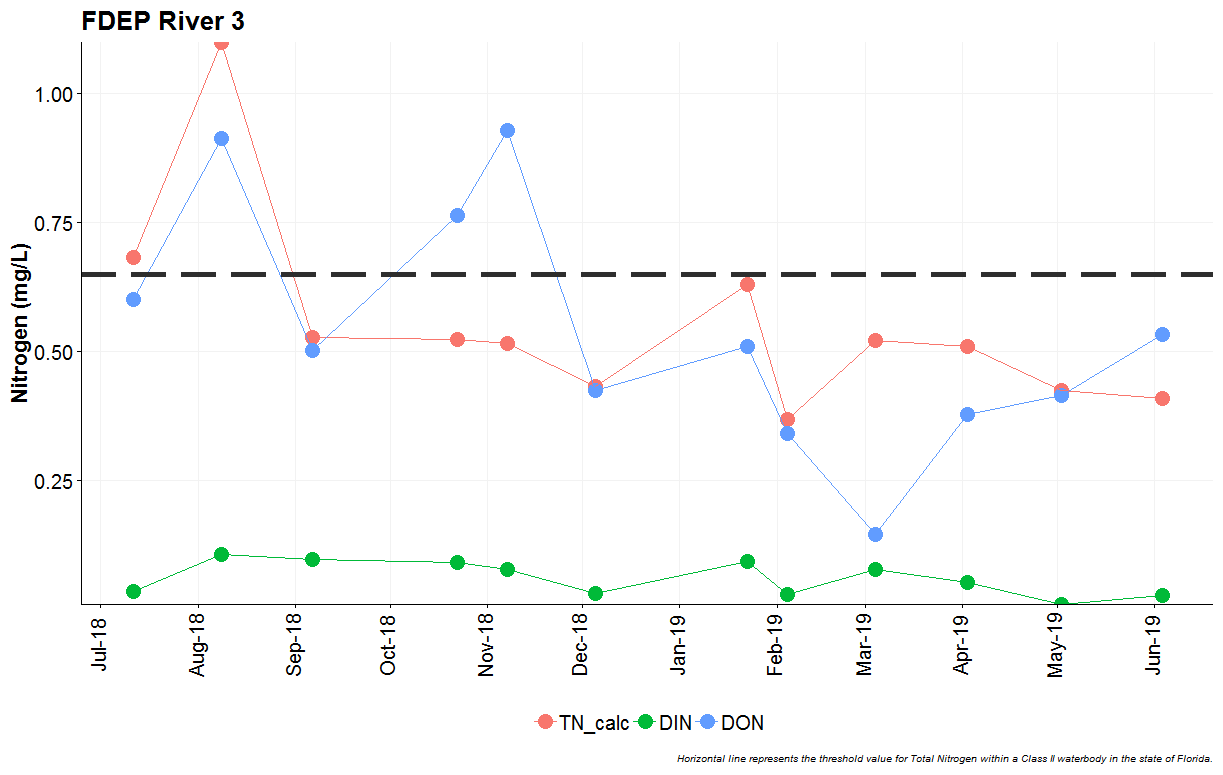 FDEP River 3
Nitrogen (mg/L)
1.00
0.75
0.50
0.25
Jul-18
Aug-18
Sep-18
Oct-18
Nov-18
Dec-18
Jan-19
Feb-19
Mar-19
Apr-19
May-19
Jun-19
TN_calc DIN DON
Horizontal line represents the threshold value for Total Nitrogen within a Class II waterbody in the state of Florida.